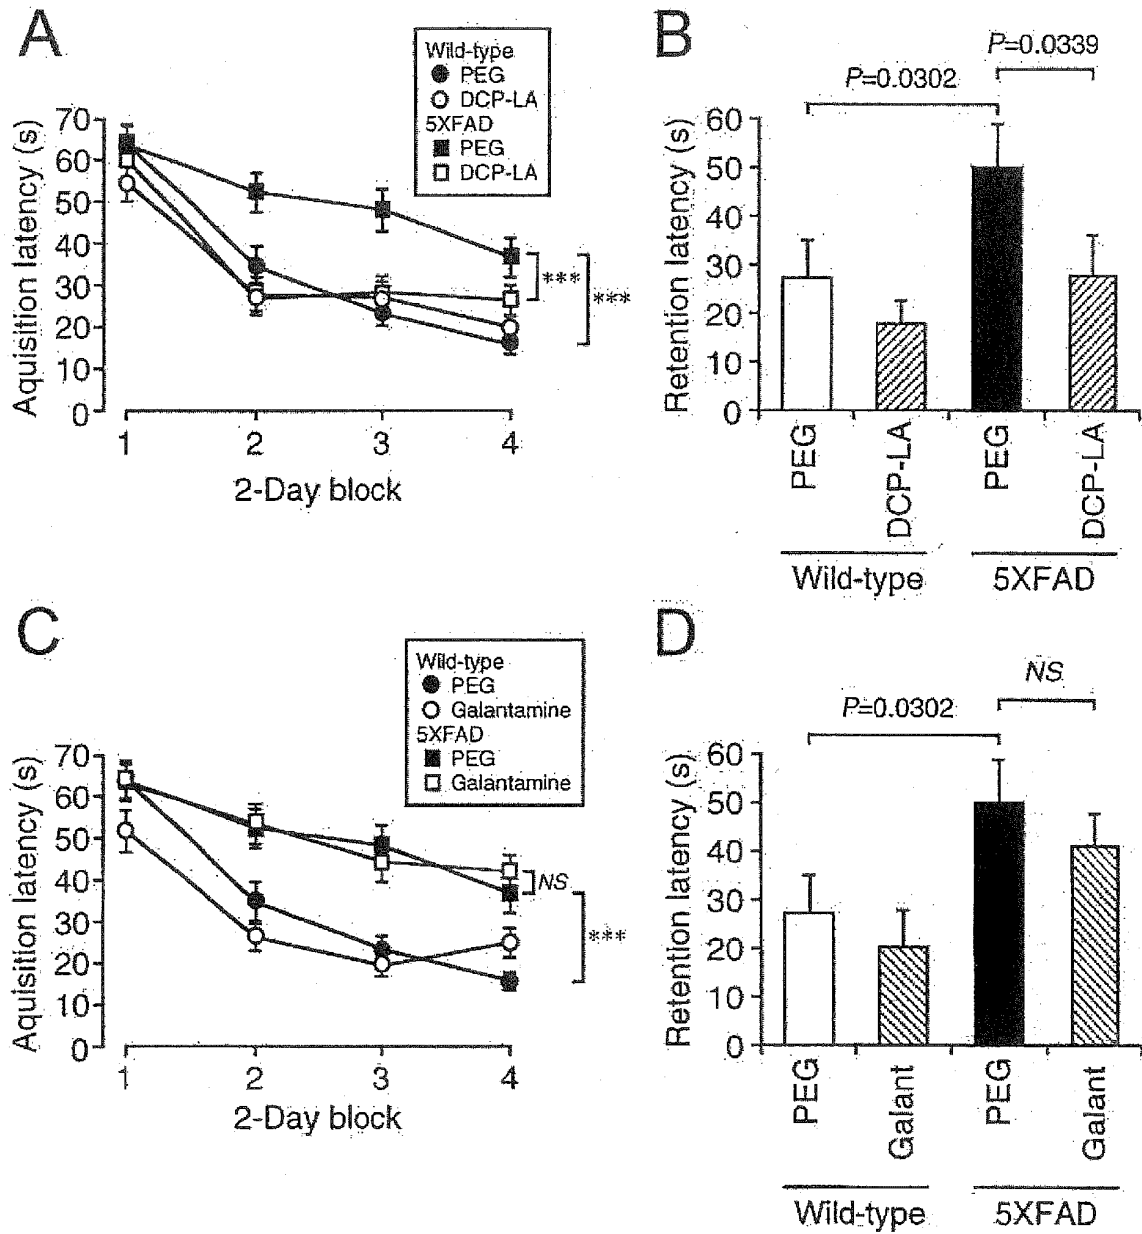 A
Wild-type
PEG
DCP-LA
5XFAD
PEG
DCP-LA
Aquisition latency (s)
70
60
50
40
30
20
10
0
***
***
1 2 3 4
2-Day block
B
P=0.0339
P=0.0302
Retention latency (s)
60
50
40
30
20
10
0
PEG
DCP-LA
PEG
DCP-LA
Wild-type 5XFAD
C
Wild-type
PEG
Galantamine
5XFAD
PEG
Galantamine
Aquisition latency (s)
70
60
50
40
30
20
10
0
NS
***
1 2 3 4
2-Day block
D
NS
P=0.0302
Retention latency (s)
60
50
40
30
20
10
0
PEG
Galant
PEG
Galant
Wild-type 5XFAD